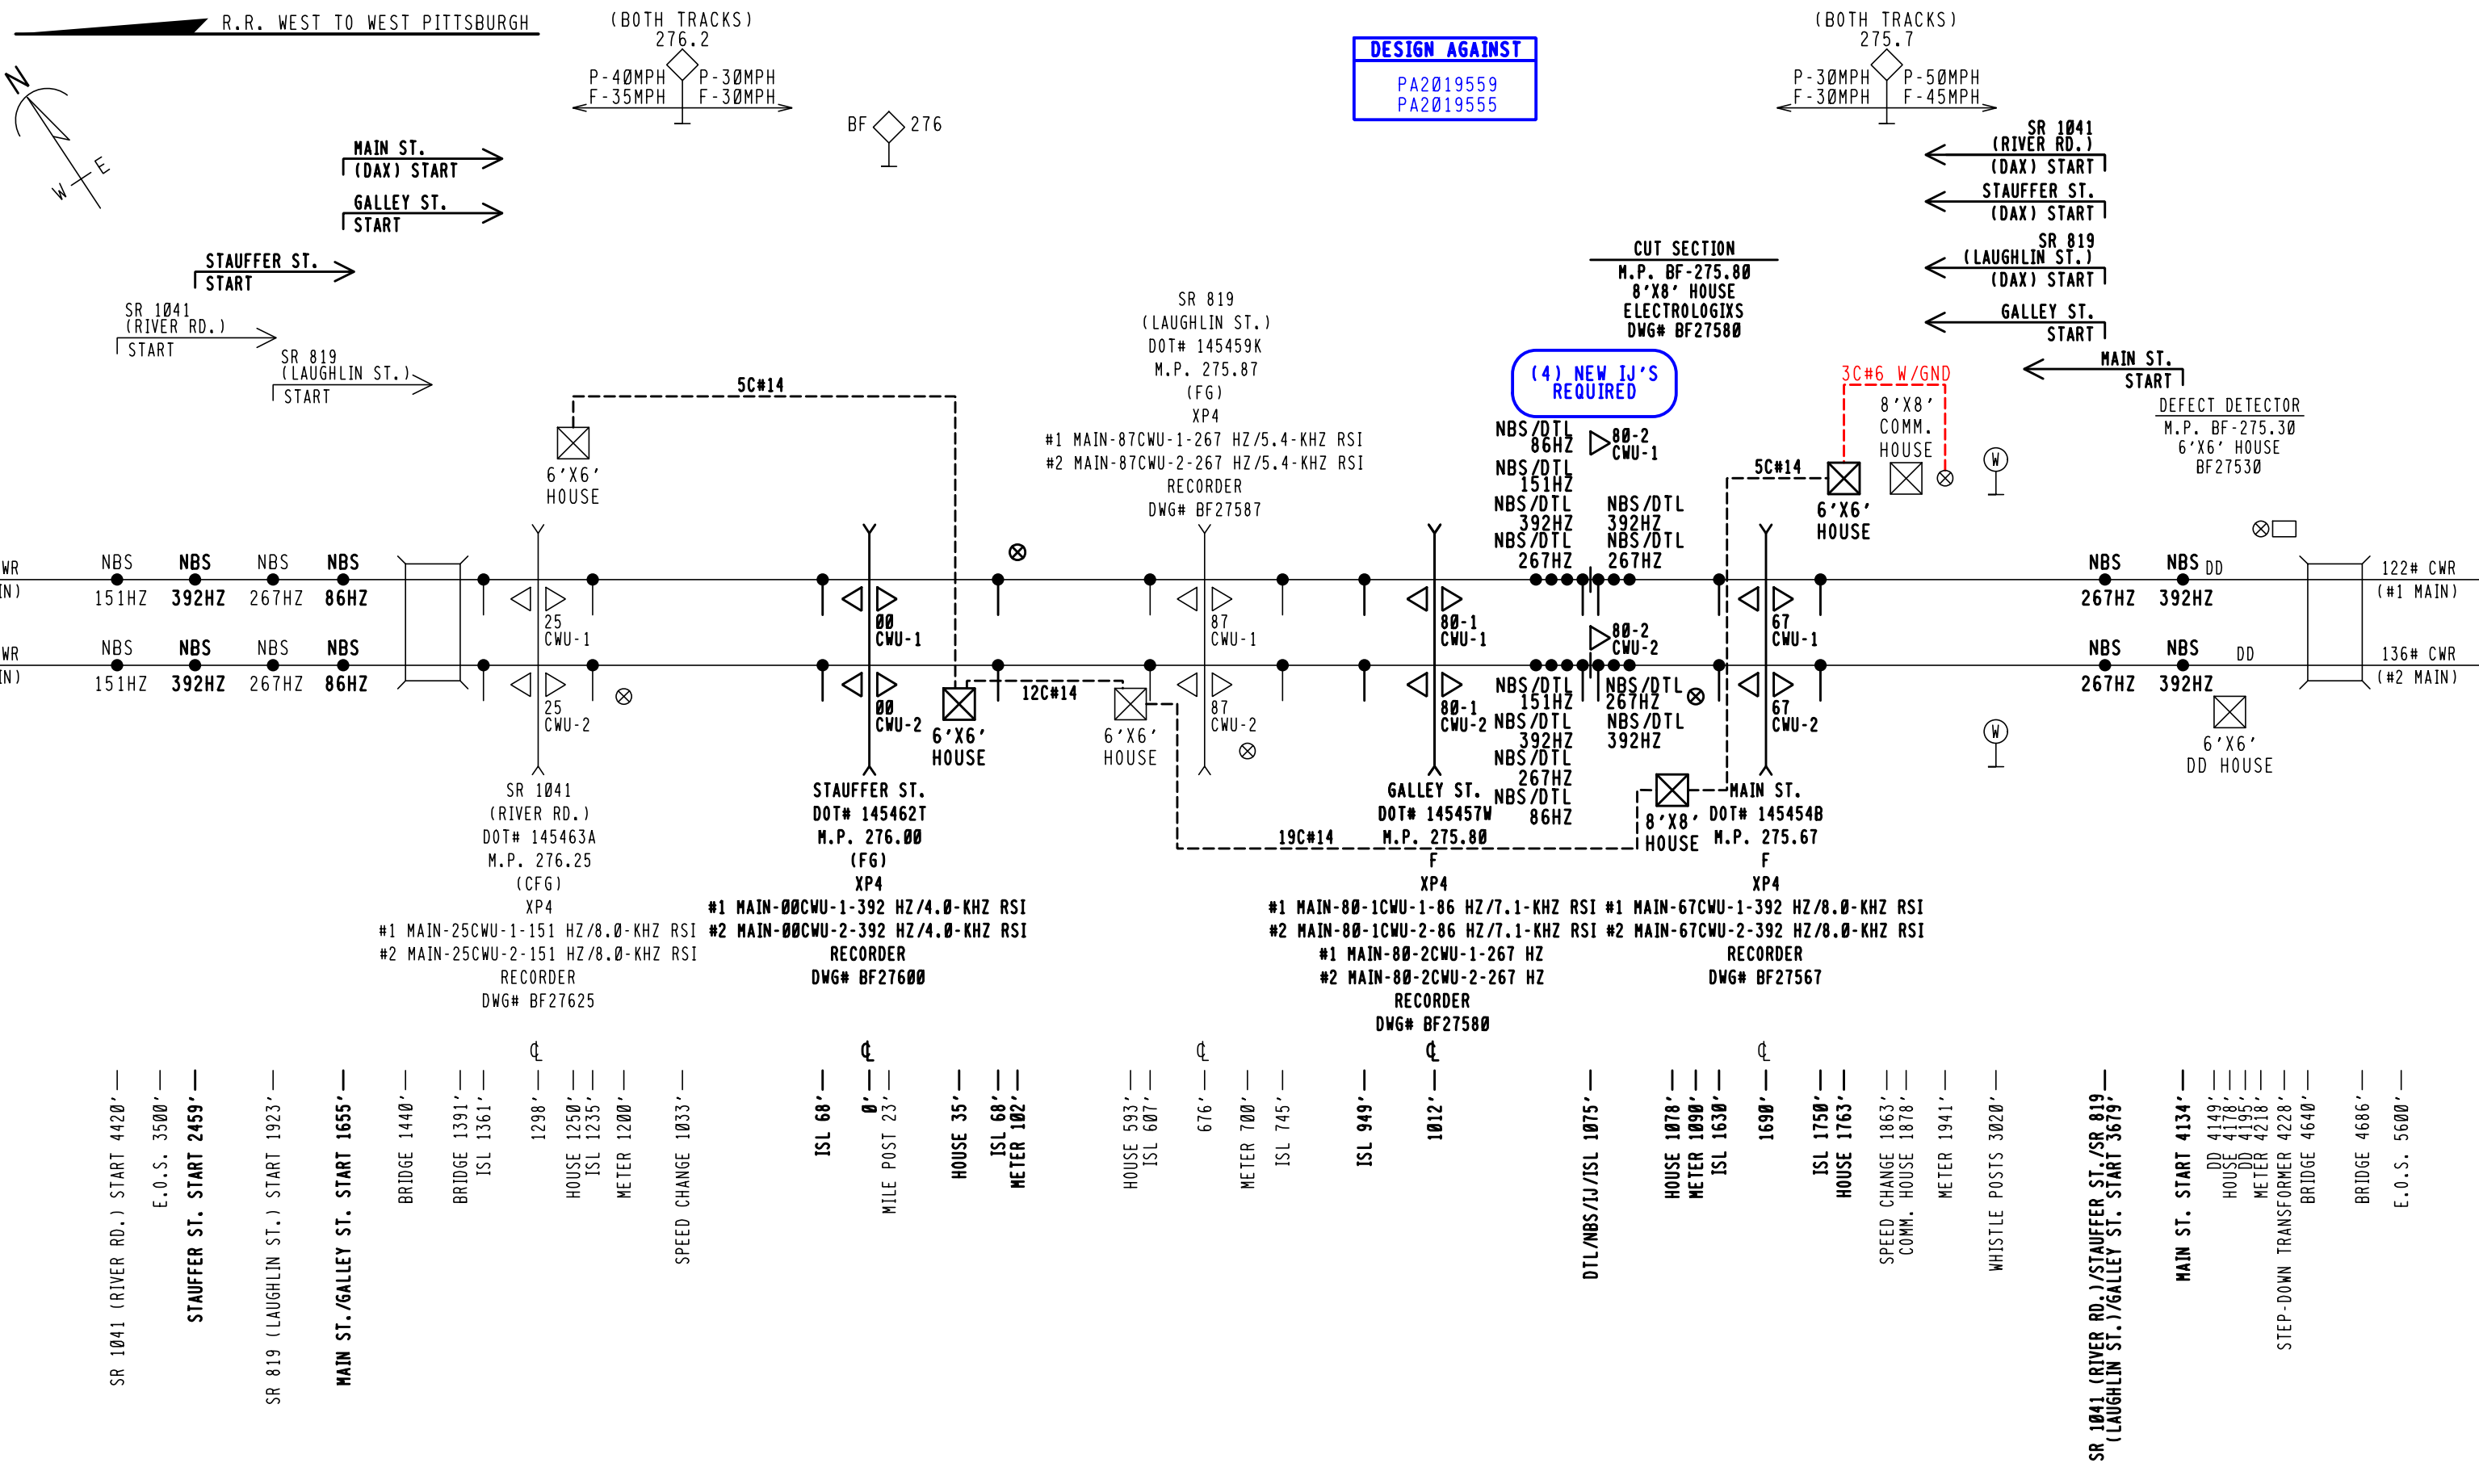 R.R. WEST TO WEST PITTSBURGH
N
W
E
(BOTH TRACKS)
276.2
P-40MPH P-30MPH
F-35MPH F-30MPH
BF 276
DESIGN AGAINST
PA2019559
PA2019555
(BOTH TRACKS)
275.7
P-30MPH P-50MPH
F-30MPH F-45MPH
MAIN ST.
(DAX) START
GALLEY ST.
START
STAUFFER ST.
START
SR 1041
(RIVER RD.)
START
SR 819
(LAUGHLIN ST.)
START
SR 1041
(RIVER RD.)
(DAX) START
STAUFFER ST.
(DAX) START
SR 819
(LAUGHLIN ST.)
(DAX) START
GALLEY ST.
START
MAIN ST.
START
CUT SECTION
M.P. BF-275.80
8'X8' HOUSE
ELECTROLOGIXS
DWG# BF27580
(4) NEW IJ'S
REQUIRED
DEFECT DETECTOR
M.P. BF-275.30
6'X6' HOUSE
BF27530
SR 819
(LAUGHLIN ST.)
DOT# 145459K
M.P. 275.87
(FG)
XP4
#1 MAIN-87CWU-1-267 HZ/5.4-KHZ RSI
#2 MAIN-87CWU-2-267 HZ/5.4-KHZ RSI
RECORDER
DWG# BF27587
5C#14
6'X6'
HOUSE
3C#6 W/GND
8'X8'
COMM.
HOUSE
5C#14
6'X6'
HOUSE
W
NBS/DTL
86HZ
NBS/DTL
151HZ
NBS/DTL
392HZ
NBS/DTL
267HZ
80-2
CWU-1
NBS/DTL
392HZ
NBS/DTL
267HZ
WR
IN)
NBS NBS NBS NBS
151HZ 392HZ 267HZ 86HZ
25
CWU-1
00
CWU-1
87
CWU-1
80-1
CWU-1
67
CWU-1
NBS NBS DD
267HZ 392HZ
122# CWR
(#1 MAIN)
WR
IN)
NBS NBS NBS NBS
151HZ 392HZ 267HZ 86HZ
25
CWU-2
00
CWU-2
87
CWU-2
80-1
CWU-2
80-2
CWU-2
67
CWU-2
NBS NBS DD
267HZ 392HZ
136# CWR
(#2 MAIN)
12C#14
6'X6'
HOUSE
6'X6'
HOUSE
NBS/DTL
151HZ
NBS/DTL
392HZ
NBS/DTL
267HZ
NBS/DTL
86HZ
NBS/DTL
267HZ
NBS/DTL
392HZ
W
6'X6'
DD HOUSE
8'X8'
HOUSE
19C#14
SR 1041
(RIVER RD.)
DOT# 145463A
M.P. 276.25
(CFG)
XP4
#1 MAIN-25CWU-1-151 HZ/8.0-KHZ RSI
#2 MAIN-25CWU-2-151 HZ/8.0-KHZ RSI
RECORDER
DWG# BF27625
STAUFFER ST.
DOT# 145462T
M.P. 276.00
(FG)
XP4
#1 MAIN-00CWU-1-392 HZ/4.0-KHZ RSI
#2 MAIN-00CWU-2-392 HZ/4.0-KHZ RSI
RECORDER
DWG# BF27600
GALLEY ST.
DOT# 145457W
M.P. 275.80
F
XP4
#1 MAIN-80-1CWU-1-86 HZ/7.1-KHZ RSI
#2 MAIN-80-1CWU-2-86 HZ/7.1-KHZ RSI
#1 MAIN-80-2CWU-1-267 HZ
#2 MAIN-80-2CWU-2-267 HZ
RECORDER
DWG# BF27580
MAIN ST.
DOT# 145454B
M.P. 275.67
F
XP4
#1 MAIN-67CWU-1-392 HZ/8.0-KHZ RSI
#2 MAIN-67CWU-2-392 HZ/8.0-KHZ RSI
RECORDER
DWG# BF27567
℄ ℄ ℄ ℄ ℄
SR 1041 (RIVER RD.) START 4420'
E.O.S. 3500'
STAUFFER ST. START 2459'
SR 819 (LAUGHLIN ST.) START 1923'
MAIN ST./GALLEY ST. START 1655'
BRIDGE 1440'
BRIDGE 1391'
ISL 1361'
1298'
HOUSE 1250'
ISL 1235'
METER 1200'
SPEED CHANGE 1033'
ISL 68'
0'
MILE POST 23'
HOUSE 35'
ISL 68'
METER 102'
HOUSE 593'
ISL 607'
676'
METER 700'
ISL 745'
ISL 949'
1012'
DTL/NBS/IJ/ISL 1075'
HOUSE 1078'
METER 1090'
ISL 1630'
1690'
ISL 1750'
HOUSE 1763'
SPEED CHANGE 1863'
COMM. HOUSE 1878'
METER 1941'
WHISTLE POSTS 3020'
SR 1041 (RIVER RD.)/STAUFFER ST./SR 819
(LAUGHLIN ST.)/GALLEY ST. START 3679'
MAIN ST. START 4134'
DD 4149'
HOUSE 4178'
DD 4195'
METER 4218'
STEP-DOWN TRANSFORMER 4228'
BRIDGE 4640'
BRIDGE 4686'
E.O.S. 5600'